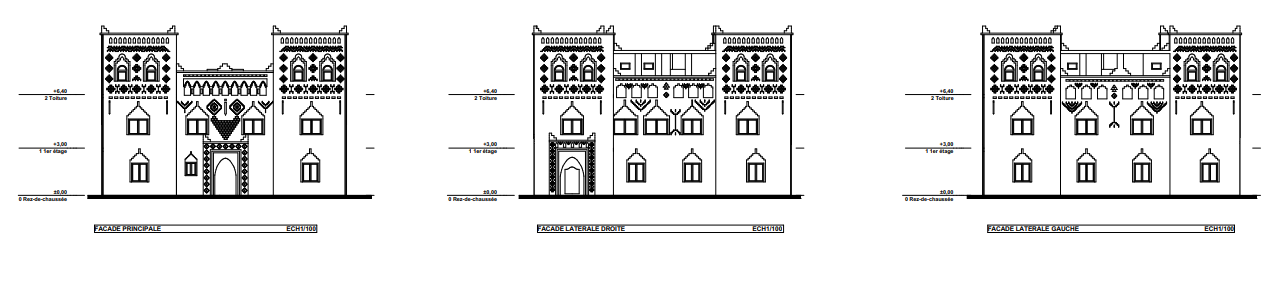 +6,40
2 Toiture
+3,00
1 1er étage
±0,00
0 Rez-de-chaussée
FACADE PRINCIPALE ECH1/100
+6,40
2 Toiture
+3,00
1 1er étage
±0,00
0 Rez-de-chaussée
FACADE LATERALE DROITE ECH1/100
+6,40
2 Toiture
+3,00
1 1er étage
±0,00
0 Rez-de-chaussée
FACADE LATERALE GAUCHE ECH1/100